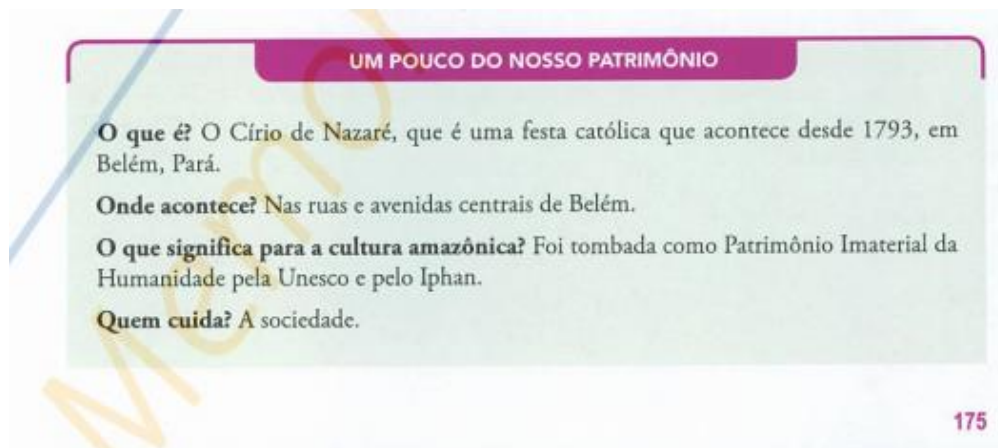 UM POUCO DO NOSSO PATRIMÔNIO
O que é? O Círio de Nazaré, que é uma festa católica que acontece desde 1793, em
Belém, Pará.
Onde acontece? Nas ruas e avenidas centrais de Belém.
O que significa para a cultura amazônica? Foi tombada como Patrimônio Imaterial da
Humanidade pela Unesco e pelo Iphan.
Quem cuida? A sociedade.
175